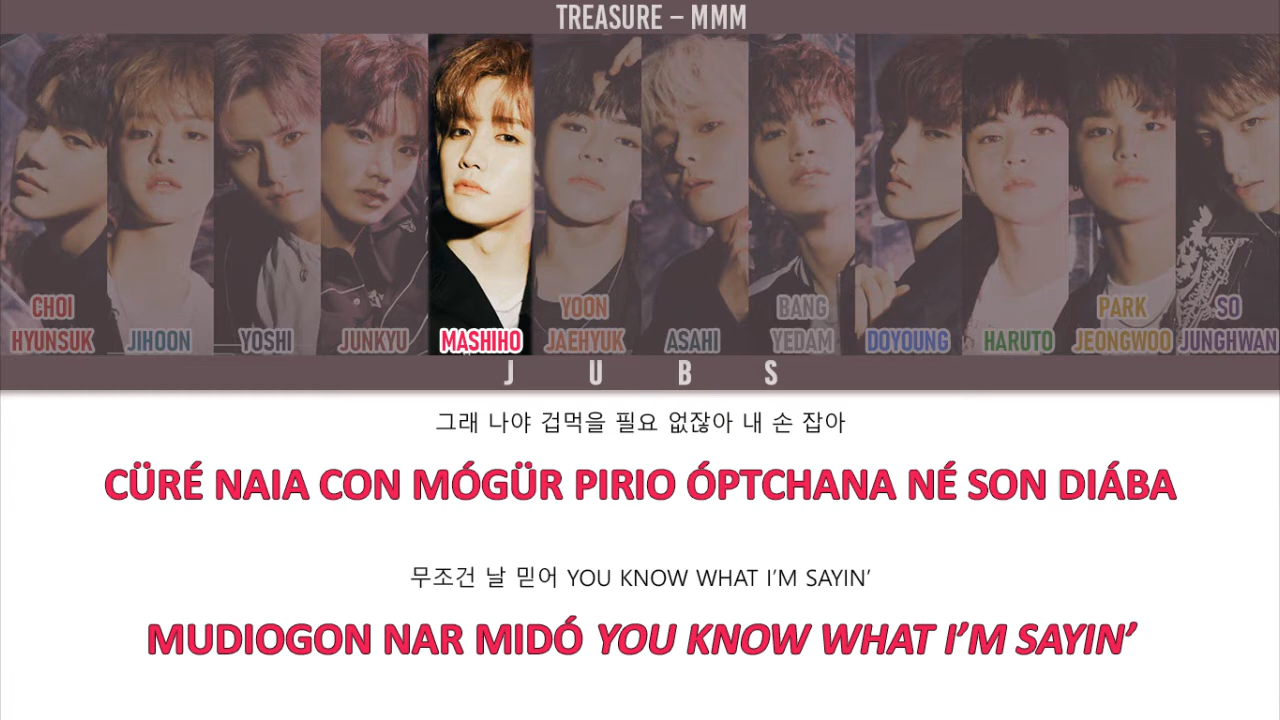 TREASURE – MMM
CHOI HYUNSUK
JIHOON
YOSHI
JUNKYU
MASHIHO
YOON JAEHYUK
ASAHI
BANG YEDAM
DOYOUNG
HARUTO
PARK JEONGWOO
SO JUNGHWAN
J U B S
그래 나야 겁먹을 필요 없잖아 내 손 잡아
CÜRÉ NAIA CON MÓGÜR PIRIO ÓPTCHANA NÉ SON DIÁBA
무조건 날 믿어 YOU KNOW WHAT I’M SAYIN’
MUDIOGON NAR MIDÓ YOU KNOW WHAT I’M SAYIN’